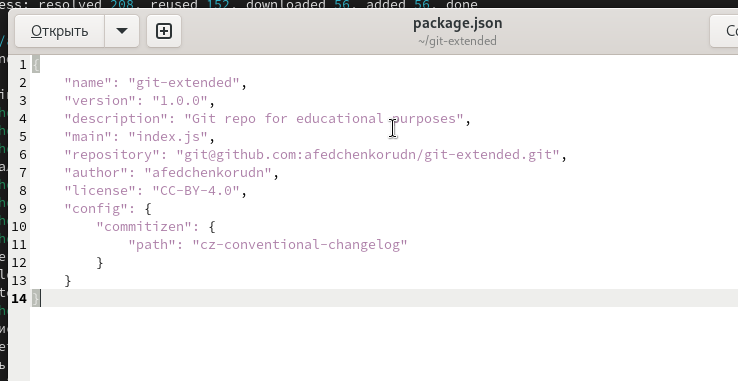 ess: resolved 208, reused 152, downloaded 56, added 56, done
Открыть
package.json
~/git-extended
1 {
2 "name": "git-extended",
3 "version": "1.0.0",
4 "description": "Git repo for educational purposes",
5 "main": "index.js",
6 "repository": "git@github.com:afedchenkorudn/git-extended.git",
7 "author": "afedchenkorudn",
8 "license": "CC-BY-4.0",
9 "config": {
10 "commitizen": {
11 "path": "cz-conventional-changelog"
12 }
13 }
14 }